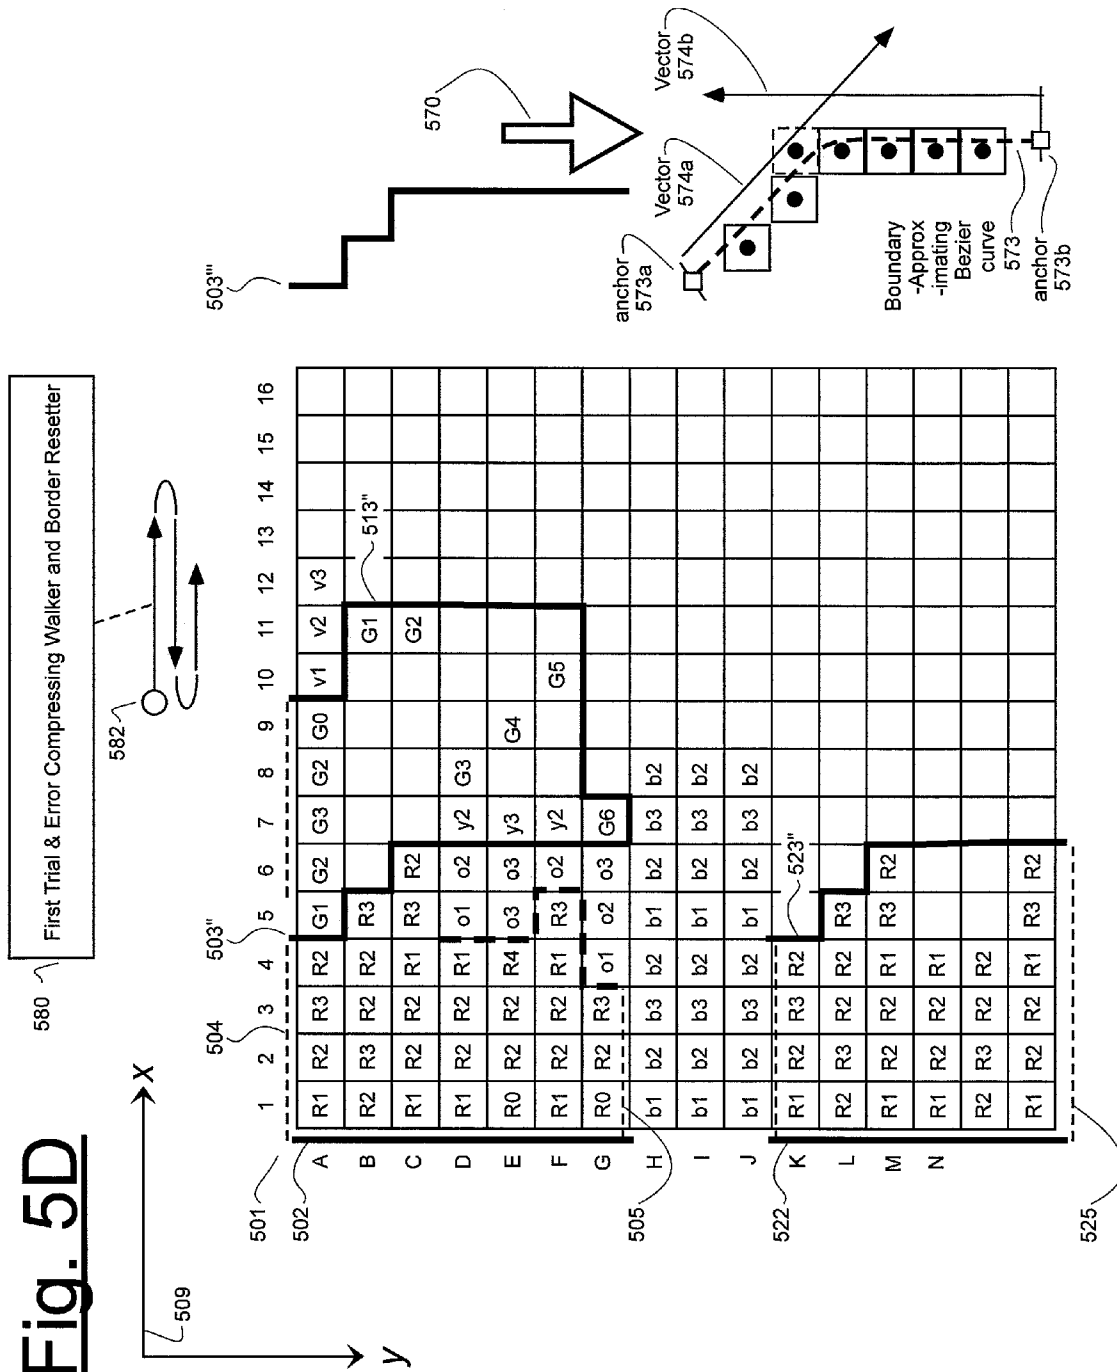 Fig. 5D
580
First Trial & Error Compressing Walker and Border Resetter
509
x
y
582
501
504
503"
503'''
502
1 2 3 4 5 6 7 8 9 10 11 12 13 14 15 16
A R1 R2 R3 R2 G1 G2 G3 G2 G0 v1 v2 v3
B R2 R3 R2 R2 R3 G1
513"
C R1 R2 R2 R1 R3 R2 G2
D R1 R2 R2 R1 o1 o2 y2 G3
E R0 R2 R2 R4 o3 o3 y3 G4
F R1 R2 R2 R1 R3 o2 y2 G5
G R0 R2 R3 o1 o2 o3 G6
H b1 b2 b3 b2 b1 b2 b3 b2
I b1 b2 b3 b2 b1 b2 b3 b2
J b1 b2 b3 b2 b1 b2 b3 b2
K R1 R2 R3 R2
L R2 R3 R2 R2 R3
M R1 R2 R2 R1 R3 R2
N R1 R2 R2 R1
R2 R3 R2 R2
R1 R2 R2 R1 R3 R2
505
522
523"
525
570
anchor
573a
Vector
574a
Vector
574b
Boundary
-Approx
-imating
Bezier
curve
573
anchor
573b